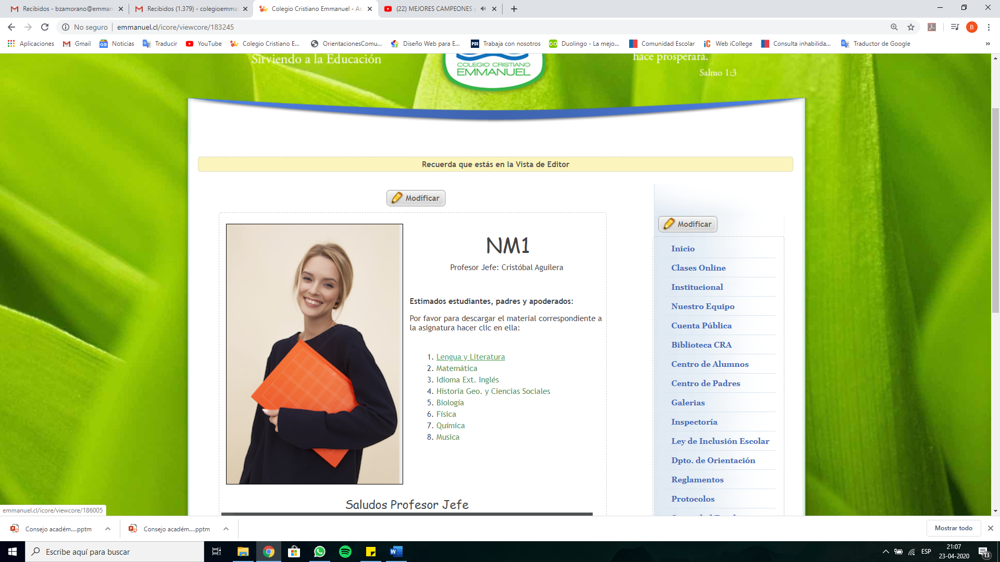 Recibidos - bzamorano@emman
Recibidos (1.379) - colegioemma
Colegio Cristiano Emmanuel - As
(22) MEJORES CAMPEONES p
No seguro
emmanuel.cl/icore/viewcore/183245
B
Aplicaciones
Gmail
Noticias
Traducir
YouTube
Colegio Cristiano E...
OrientacionesComu...
Diseño Web para E...
PDI
Trabaja con nosotros
Duolingo - La mejo...
Comunidad Escolar
iC
Web iCollege
Consulta inhabilida...
Traductor de Google
»
Sirviendo a la Educación
COLEGIO CRISTIANO
EMMANUEL
hace prosperará.
Salmo 1:3
Recuerda que estás en la Vista de Editor
Modificar
NM1
Profesor Jefe: Cristóbal Aguilera
Estimados estudiantes, padres y apoderados:
Por favor para descargar el material correspondiente a
la asignatura hacer clic en ella:
1. Lengua y Literatura
2. Matemática
3. Idioma Ext. Inglés
4. Historia Geo. y Ciencias Sociales
5. Biología
6. Física
7. Química
8. Musica
Saludos Profesor Jefe
Modificar
Inicio
Clases Online
Institucional
Nuestro Equipo
Cuenta Pública
Biblioteca CRA
Centro de Alumnos
Centro de Padres
Galerias
Inspectoría
Ley de Inclusión Escolar
Dpto. de Orientación
Reglamentos
Protocolos
emmanuel.cl/icore/viewcore/186005
Consejo académ....pptm
Consejo académ....pptm
Mostrar todo
Escribe aquí para buscar
ESP
21:07
23-04-2020
13